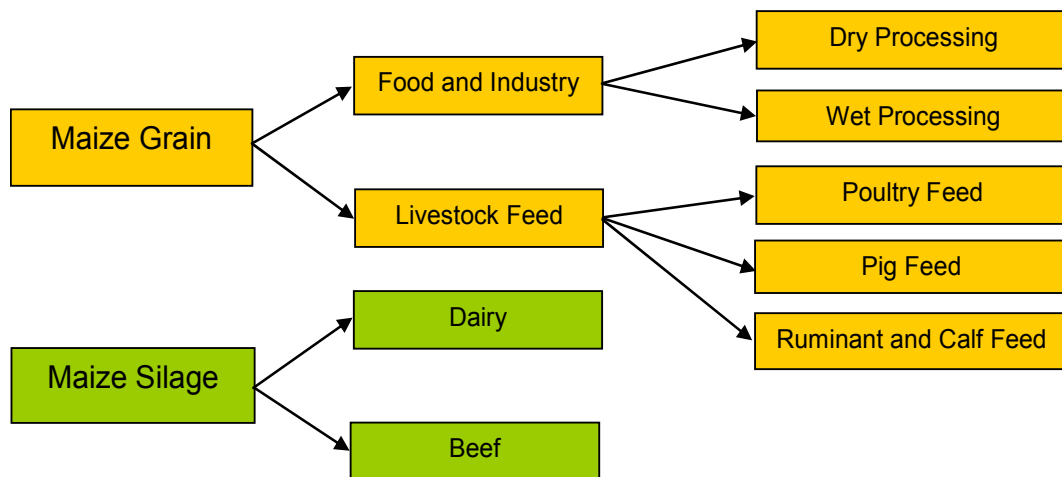 Dry Processing
Food and Industry
Wet Processing
Maize Grain
Poultry Feed
Livestock Feed
Pig Feed
Dairy
Ruminant and Calf Feed
Maize Silage
Beef